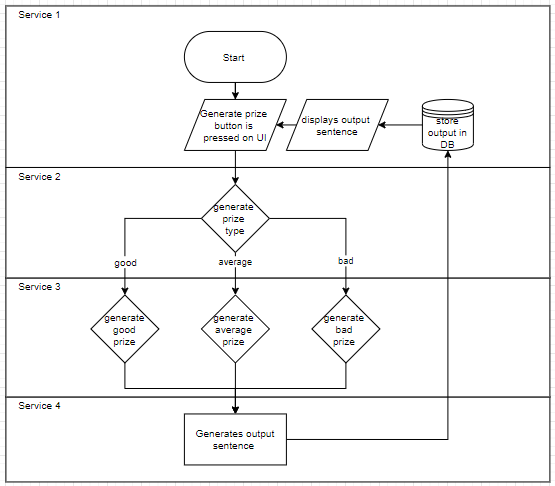 Service 1
Start
Generate prize
button is
pressed on UI
displays output
sentence
store
output in
DB
Service 2
generate
prize
type
good
average
bad
Service 3
generate
good
prize
generate
average
prize
generate
bad
prize
Service 4
Generates output
sentence